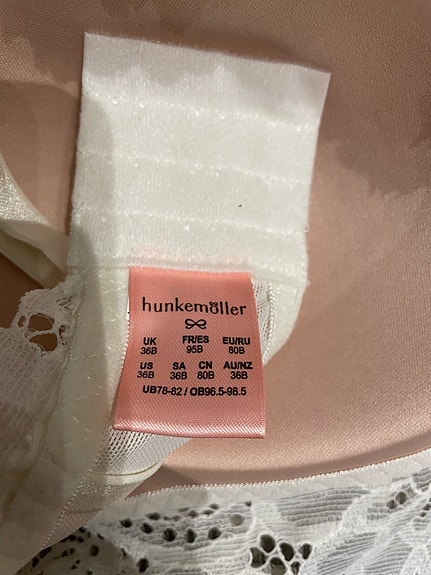 hunkemöller
UK FR/ES EU/RU
36B 95B 80B
US SA CN AU/NZ
36B 36B 80B 36B
UB78-82 / OB96.5-98.5